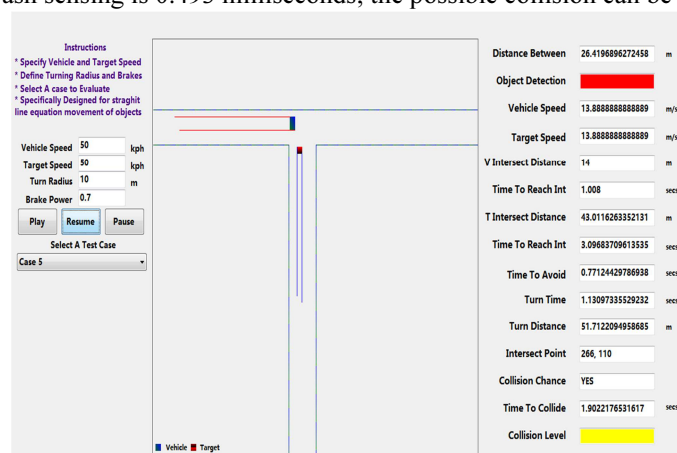 ash sensing is 0.495 milliseconds, the possible collision can be
Instructions
* Specify Vehicle and Target Speed
* Define Turning Radius and Brakes
* Select A case to Evaluate
* Specifically Designed for straghit
line equation movement of objects
Vehicle Speed 50 kph
Target Speed 50 kph
Turn Radius 10 m
Brake Power 0.7
Play Resume Pause
Select A Test Case
Case 5
Vehicle Target
Distance Between 26.4196896272458 m
Object Detection
Vehicle Speed 13.8888888888889 m/s
Target Speed 13.8888888888889 m/s
V Intersect Distance 14 m
Time To Reach Int 1.008 secs
T Intersect Distance 43.0116263352131 m
Time To Reach Int 3.09683709613535 secs
Time To Avoid 0.77124429786938 secs
Turn Time 1.13097335529232 secs
Turn Distance 51.7122094958685 m
Intersect Point 266, 110
Collision Chance YES
Time To Collide 1.9022176531617 secs
Collision Level